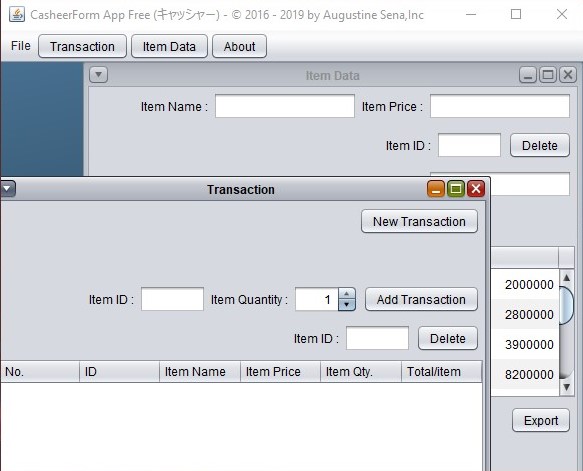 CasheerForm App Free (キャッシャー) - © 2016 - 2019 by Augustine Sena,Inc
File Transaction Item Data About
Item Data
Item Name : Item Price :
Item ID : Delete
Transaction
New Transaction
Item ID : Item Quantity : 1 Add Transaction
Item ID : Delete
No. ID Item Name Item Price Item Qty. Total/item
2000000
2800000
3900000
8200000
Export